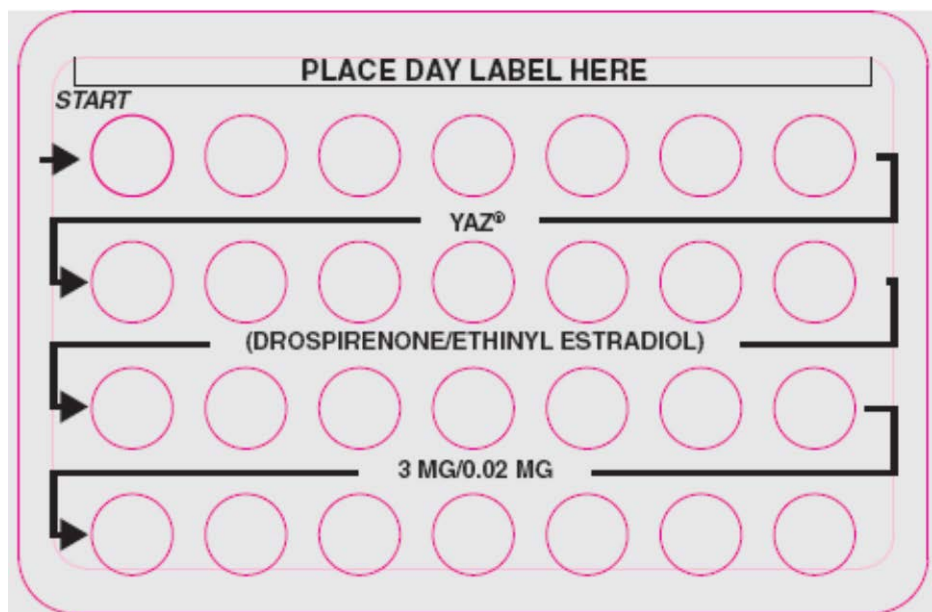 PLACE DAY LABEL HERE
START
YAZ®
(DROSPIRENONE/ETHINYL ESTRADIOL)
3 MG/0.02 MG